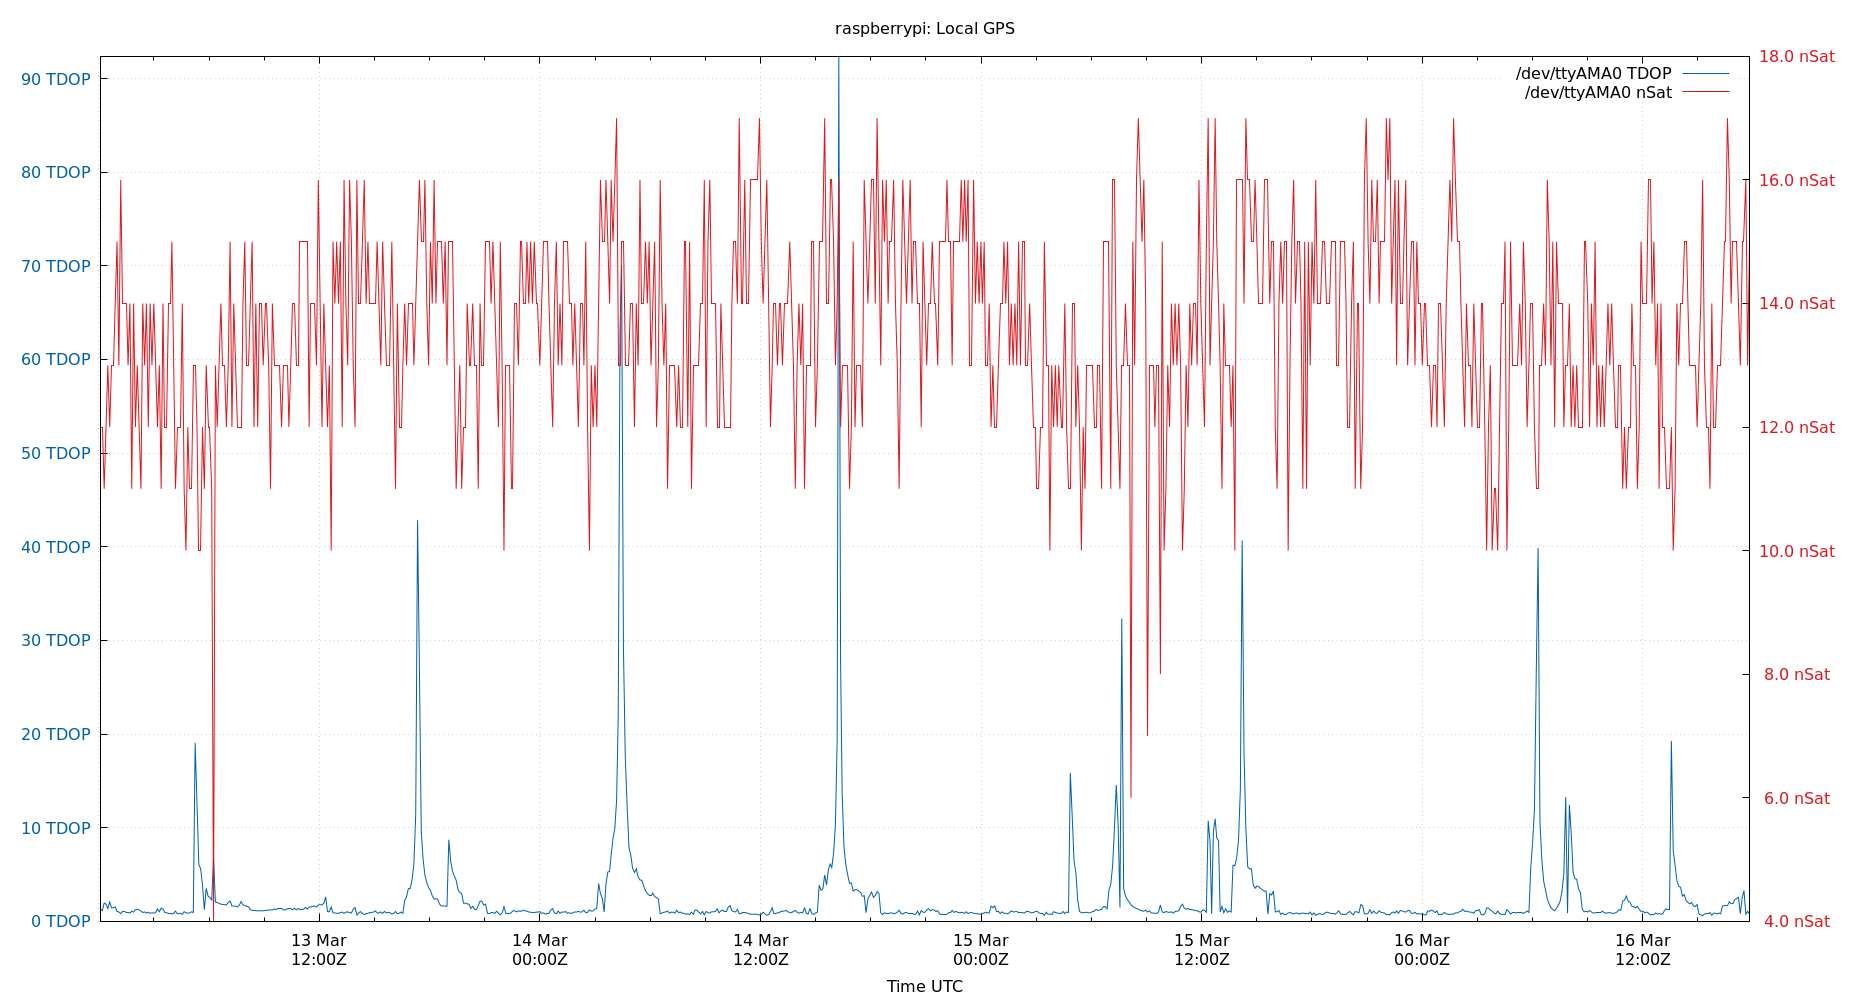 raspberrypi: Local GPS
90 TDOP
80 TDOP
70 TDOP
60 TDOP
50 TDOP
40 TDOP
30 TDOP
20 TDOP
10 TDOP
0 TDOP
18.0 nSat
16.0 nSat
14.0 nSat
12.0 nSat
10.0 nSat
8.0 nSat
6.0 nSat
4.0 nSat
/dev/ttyAMA0 TDOP
/dev/ttyAMA0 nSat
13 Mar
12:00Z
14 Mar
00:00Z
14 Mar
12:00Z
15 Mar
00:00Z
15 Mar
12:00Z
16 Mar
00:00Z
16 Mar
12:00Z
Time UTC